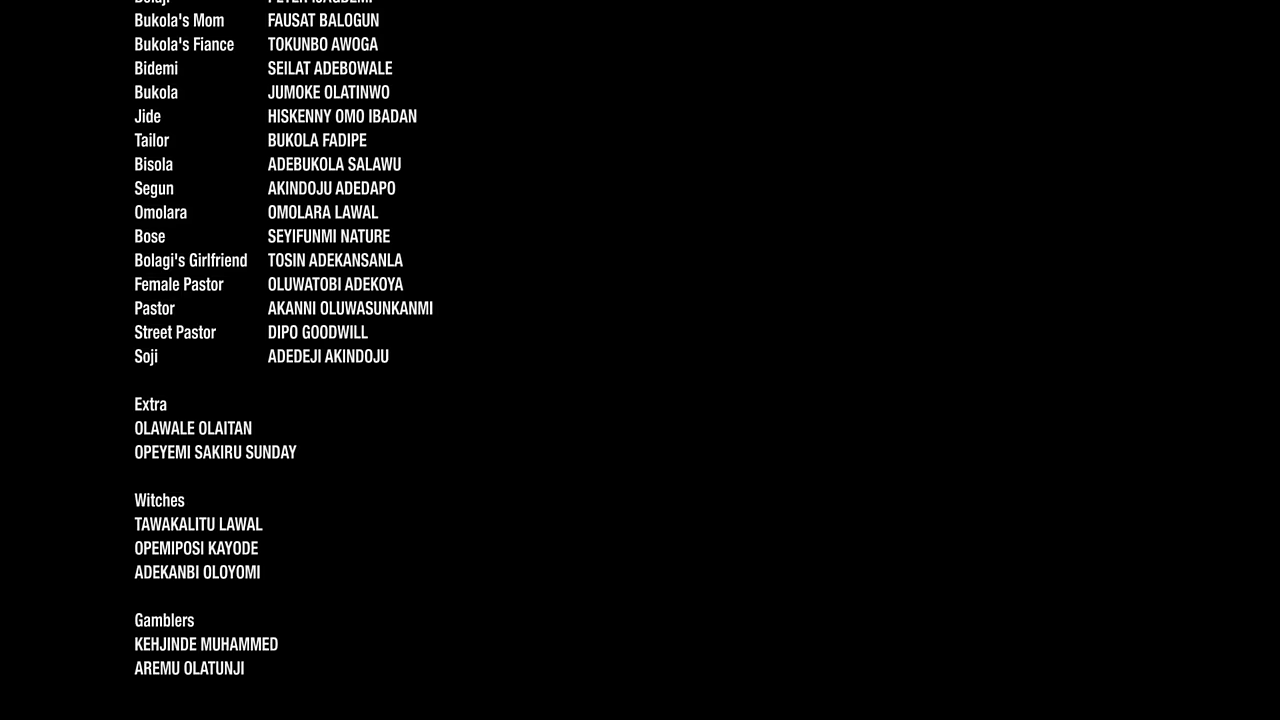 Bukola's Mom FAUSAT BALOGUN
Bukola's Fiance TOKUNBO AWOGA
Bidemi SEILAT ADEBOWALE
Bukola JUMOKE OLATINWO
Jide HISKENNY OMO IBADAN
Tailor BUKOLA FADIPE
Bisola ADEBUKOLA SALAWU
Segun AKINDOJU ADEDAPO
Omolara OMOLARA LAWAL
Bose SEYIFUNMI NATURE
Bolagi's Girlfriend TOSIN ADEKANSANLA
Female Pastor OLUWATOBI ADEKOYA
Pastor AKANNI OLUWASUNKANMI
Street Pastor DIPO GOODWILL
Soji ADEDEJI AKINDOJU
Extra
OLAWALE OLAITAN
OPEYEMI SAKIRU SUNDAY
Witches
TAWAKALITU LAWAL
OPEMIPOSI KAYODE
ADEKANBI OLOYOMI
Gamblers
KEHJINDE MUHAMMED
AREMU OLATUNJI